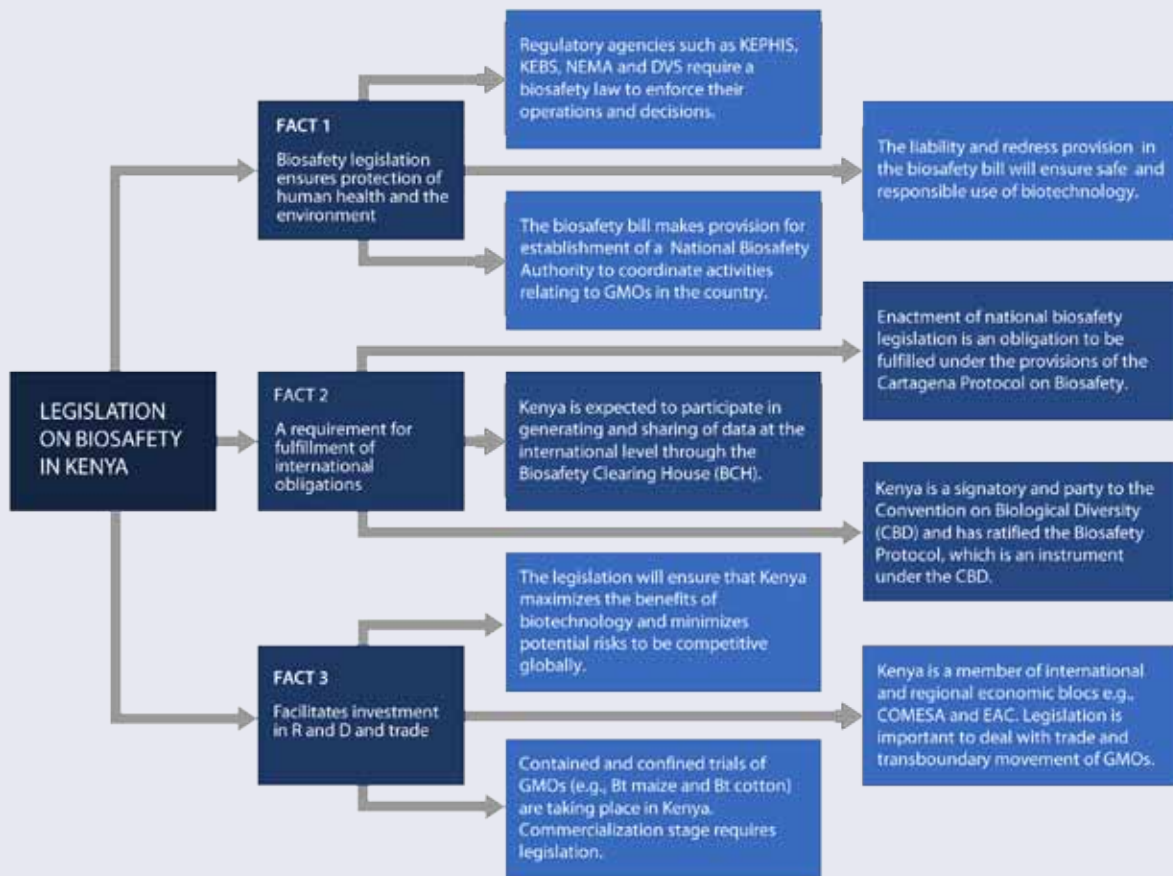 LEGISLATION
ON BIOSAFETY
IN KENYA
FACT 1
Biosafety legislation
ensures protection of
human health and the
environment
Regulatory agencies such as KEPHIS,
KEBS, NEMA and DVS require a
biosafety law to enforce their
operations and decisions.
The liability and redress provision in
the biosafety bill will ensure safe and
responsible use of biotechnology.
The biosafety bill makes provision for
establishment of a National Biosafety
Authority to coordinate activities
relating to GMOs in the country.
FACT 2
A requirement for
fulfillment of
international
obligations
Enactment of national biosafety
legislation is an obligation to be
fulfilled under the provisions of the
Cartagena Protocol on Biosafety.
Kenya is expected to participate in
generating and sharing of data at the
international level through the
Biosafety Clearing House (BCH).
Kenya is a signatory and party to the
Convention on Biological Diversity
(CBD) and has ratified the Biosafety
Protocol, which is an instrument
under the CBD.
FACT 3
Facilitates investment
in R and D and trade
The legislation will ensure that Kenya
maximizes the benefits of
biotechnology and minimizes
potential risks to be competitive
globally.
Kenya is a member of international
and regional economic blocs e.g.,
COMESA and EAC. Legislation is
important to deal with trade and
transboundary movement of GMOs.
Contained and confined trials of
GMOs (e.g., Bt maize and Bt cotton)
are taking place in Kenya.
Commercialization stage requires
legislation.